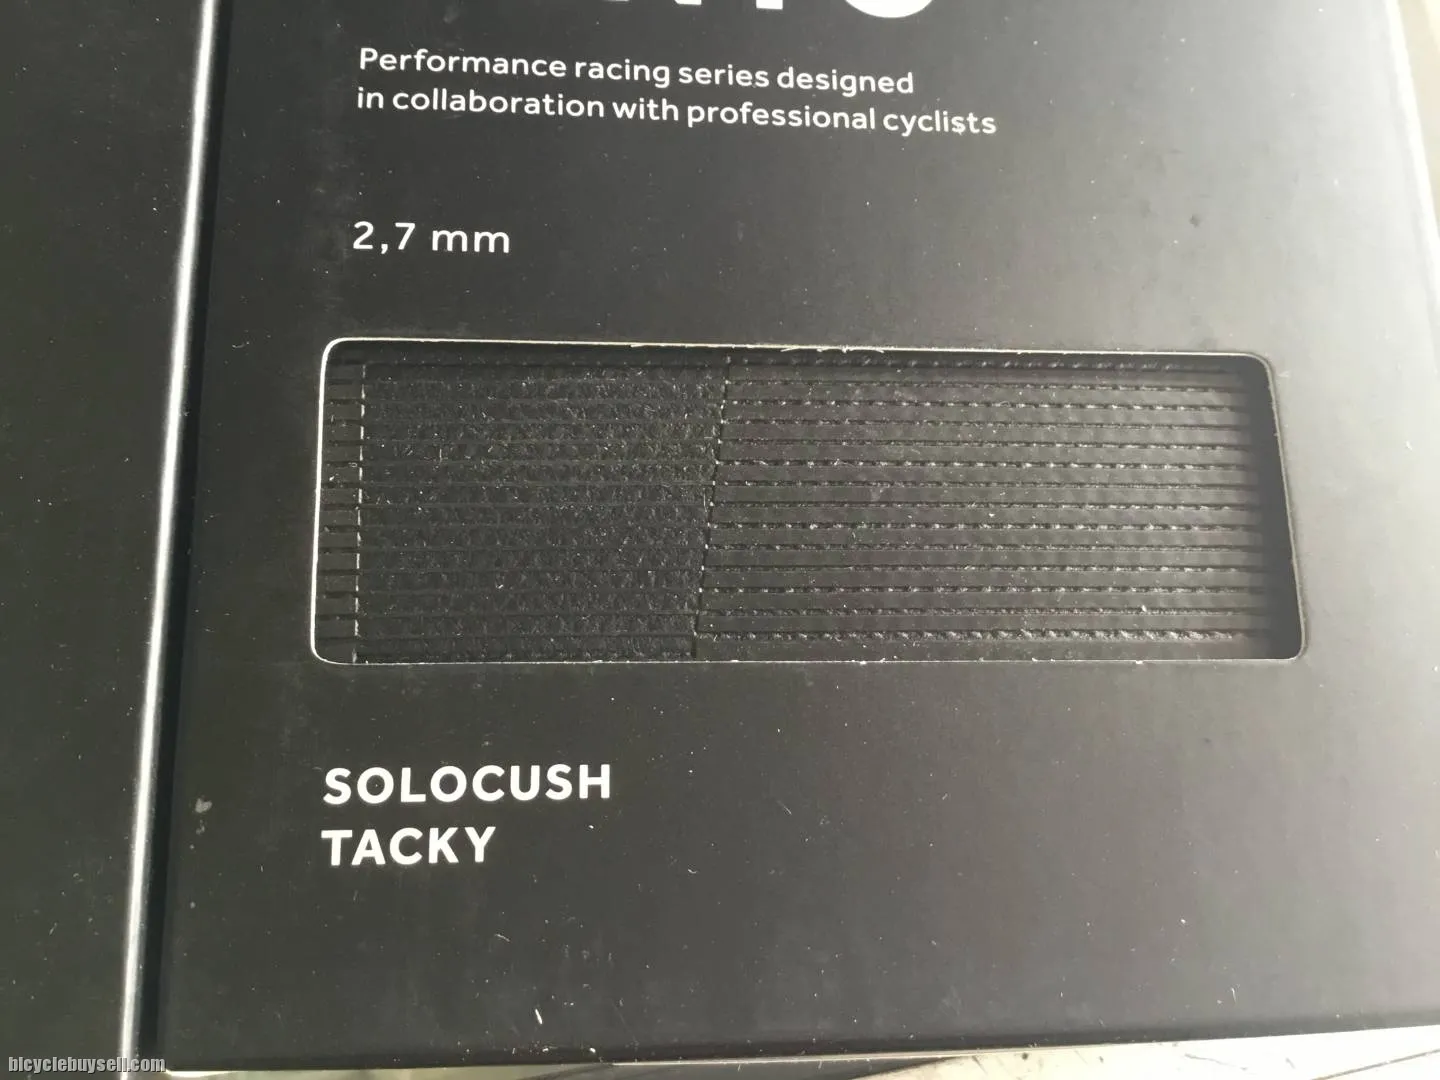 Performance racing series designed
in collaboration with professional cyclists
2,7 mm
SOLOCUSH
TACKY
bicyclebuysell.com